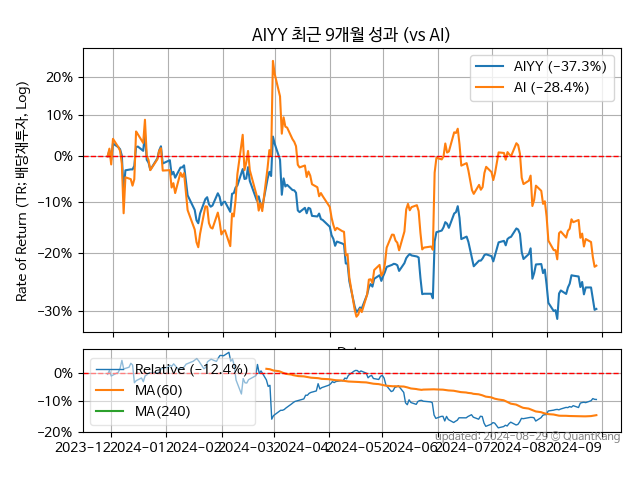 AIYY 최근 9개월 성과 (vs AI)
Rate of Return (TR: 배당재투자, Log)
20%
10%
0%
−10%
−20%
−30%
AIYY (−37.3%)
AI (−28.4%)
0%
−10%
−20%
Relative (−12.4%)
MA(60)
MA(240)
Updated: 2024-08-29 © QuantKang
2023-12 2024-01 2024-02 2024-03 2024-04 2024-05 2024-06 2024-07 2024-08 2024-09